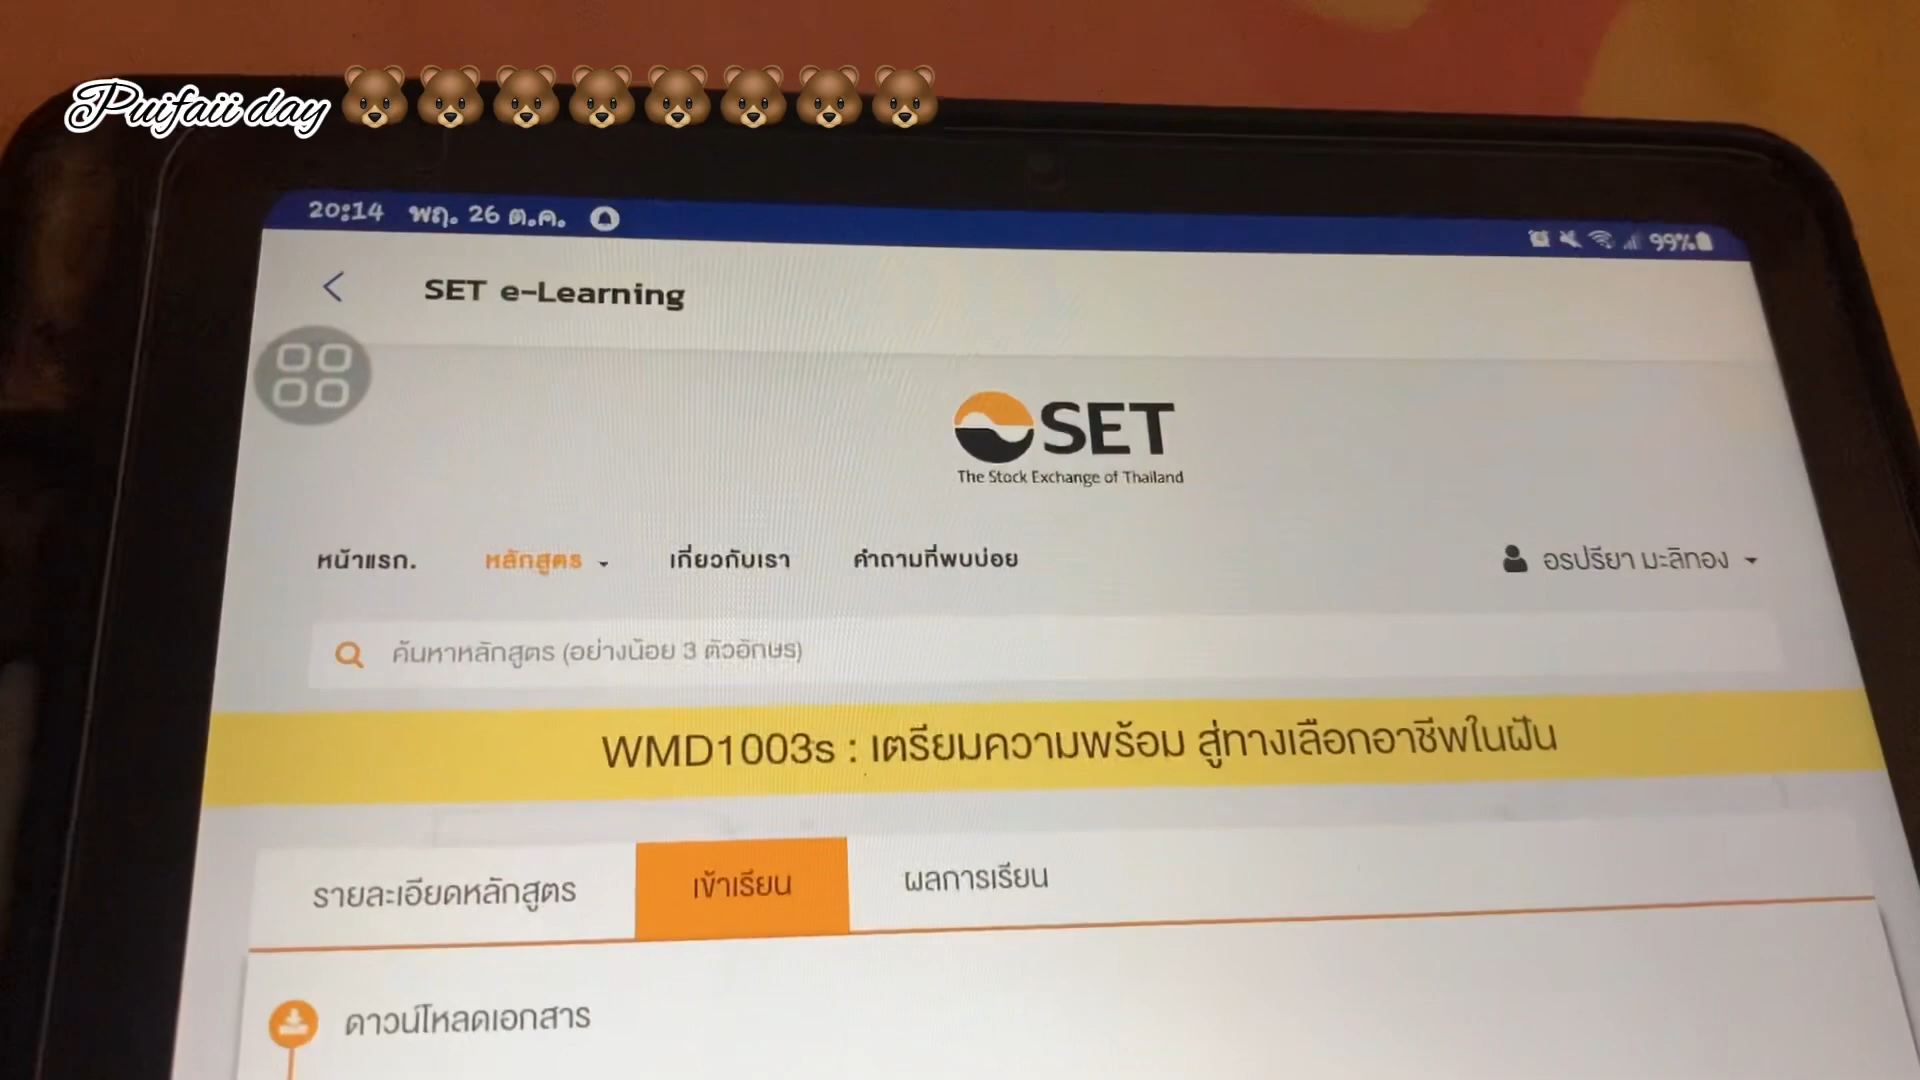 Puifaii day 🐻🐻🐻🐻🐻🐻🐻🐻
20:14 พฤ. 26 ต.ค. 99%
SET e-Learning
SET
The Stock Exchange of Thailand
หน้าแรก. หลักสูตร เกี่ยวกับเรา คำถามที่พบบ่อย อรปรียา มะลิทอง
ค้นหาหลักสูตร (อย่างน้อย 3 ตัวอักษร)
WMD1003s : เตรียมความพร้อม สู่ทางเลือกอาชีพในฝัน
รายละเอียดหลักสูตร เข้าเรียน ผลการเรียน
ดาวน์โหลดเอกสาร